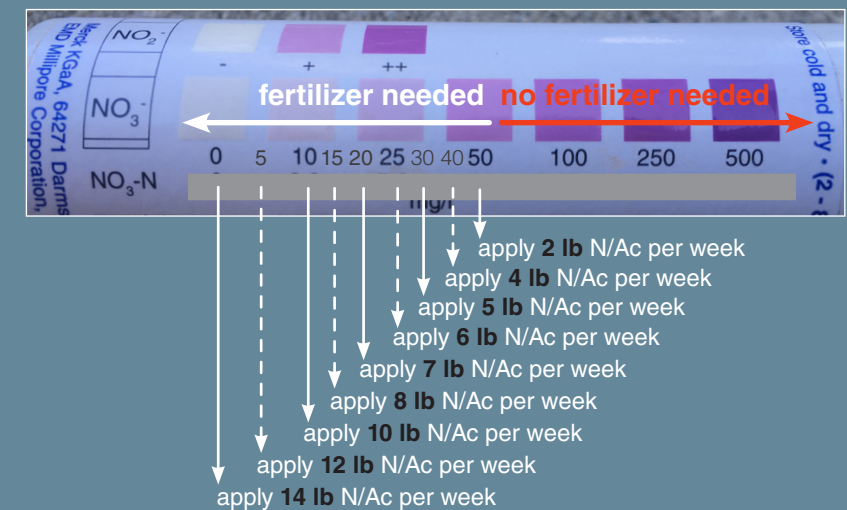 Merck KGaA, 64271 Darms
EMD Millipore Corporation,
NO₂⁻
- + ++
NO₃⁻
fertilizer needed no fertilizer needed
0 5 10 15 20 25 30 40 50 100 250 500
NO₃-N
mg/l
Store cold and dry • (2 -
apply 2 lb N/Ac per week
apply 4 lb N/Ac per week
apply 5 lb N/Ac per week
apply 6 lb N/Ac per week
apply 7 lb N/Ac per week
apply 8 lb N/Ac per week
apply 10 lb N/Ac per week
apply 12 lb N/Ac per week
apply 14 lb N/Ac per week